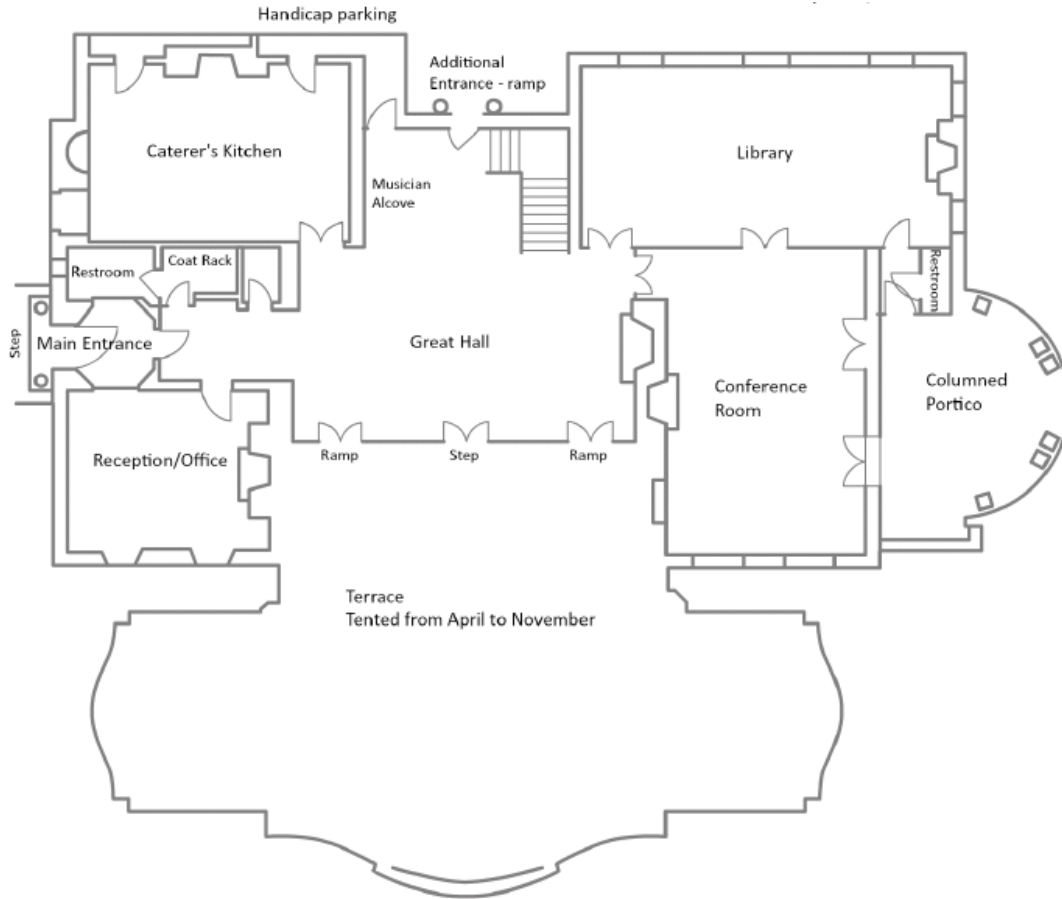 Handicap parking
Additional
Entrance - ramp
Caterer's Kitchen
Library
Musician
Alcove
Restroom
Coat Rack
Restroom
Step
Main Entrance
Great Hall
Conference
Room
Columned
Portico
Reception/Office
Ramp
Step
Ramp
Terrace
Tented from April to November